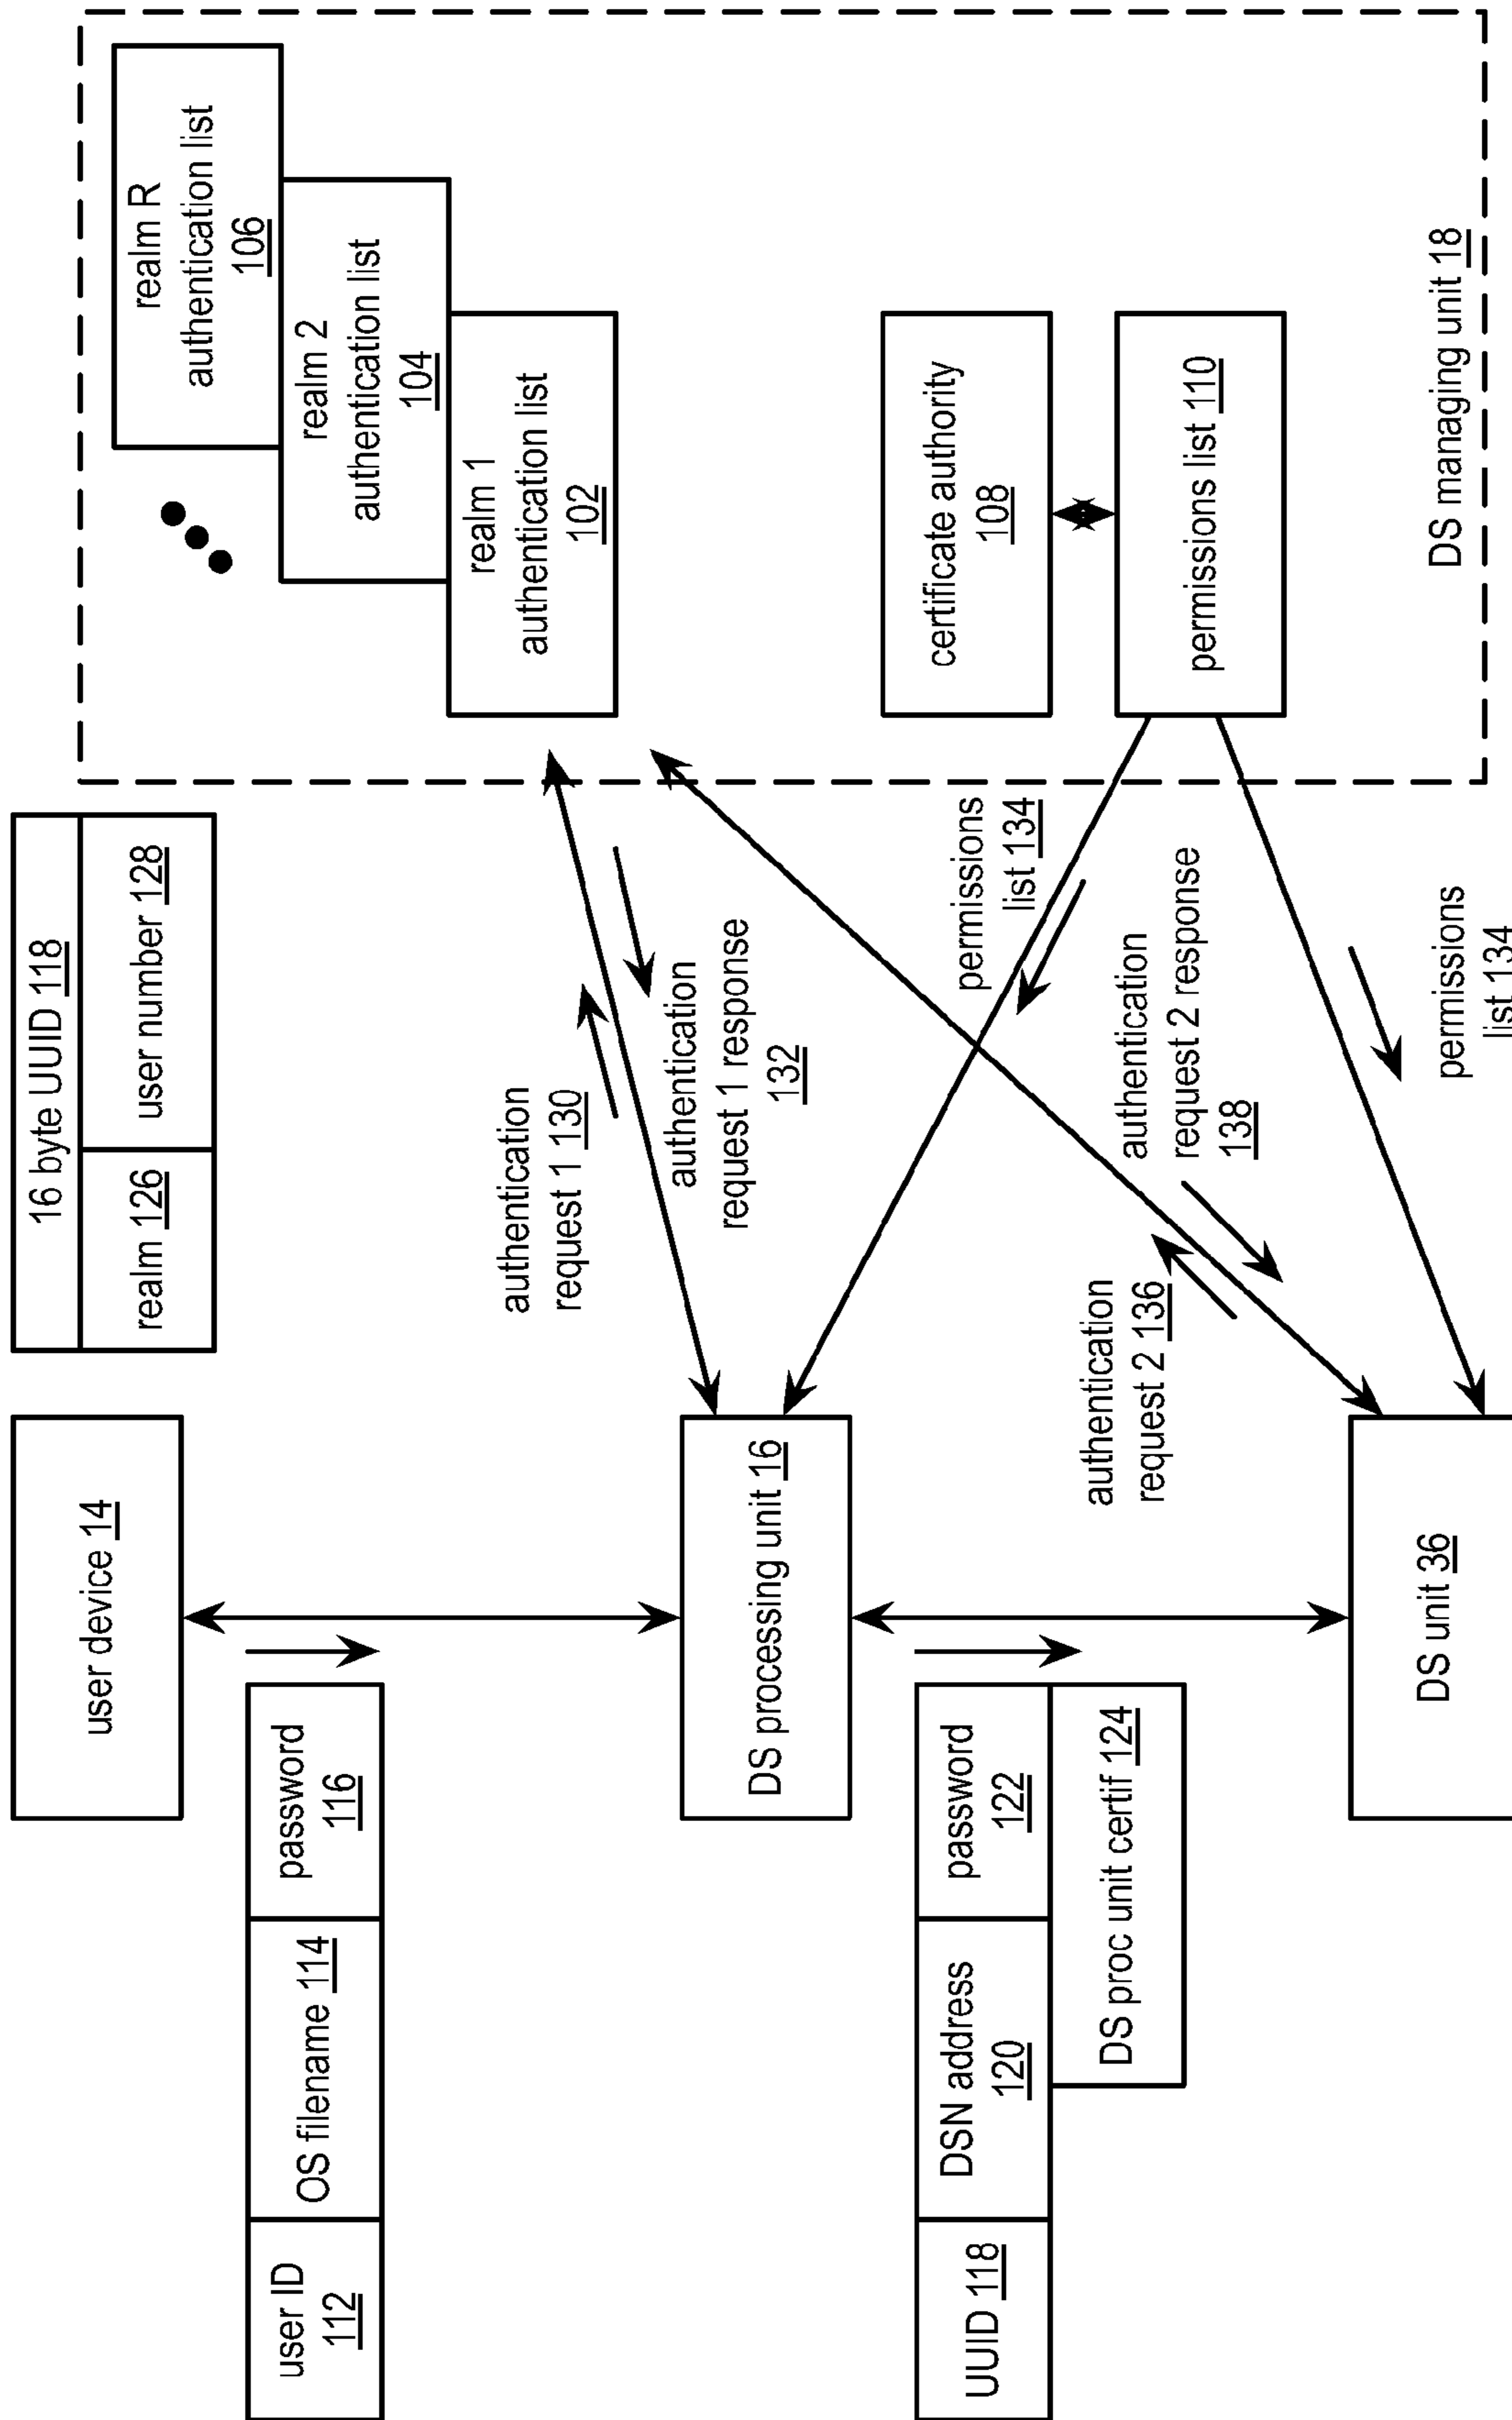 user device 14
16 byte UUID 118
realm 126
user number 128
realm R
authentication list
106
realm 2
authentication list
104
realm 1
authentication list
102
user ID
112
OS filename 114
password
116
authentication
request 1 130
authentication
request 1 response
132
DS processing unit 16
certificate authority
108
permissions
list 134
permissions list 110
UUID 118
DSN address
120
password
122
DS proc unit certif 124
authentication
request 2 136
authentication
request 2 response
138
DS unit 36
permissions
list 134
DS managing unit 18